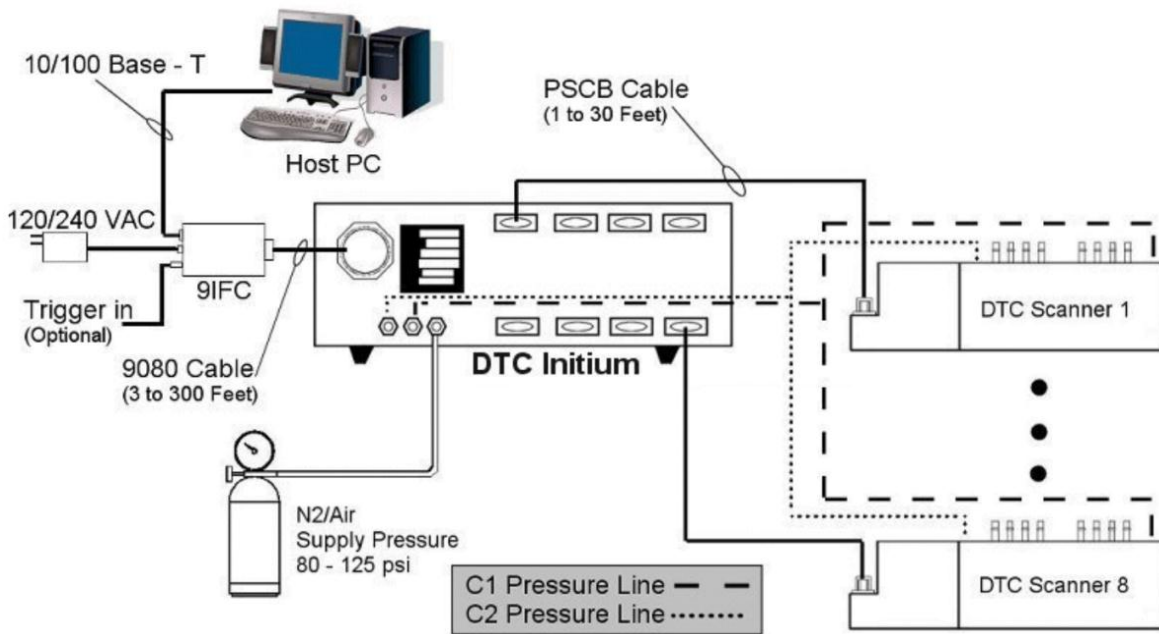 10/100 Base - T
Host PC
PSCB Cable
(1 to 30 Feet)
120/240 VAC
9IFC
Trigger in
(Optional)
9080 Cable
(3 to 300 Feet)
DTC Initium
DTC Scanner 1
N2/Air
Supply Pressure
80 - 125 psi
C1 Pressure Line
C2 Pressure Line
DTC Scanner 8